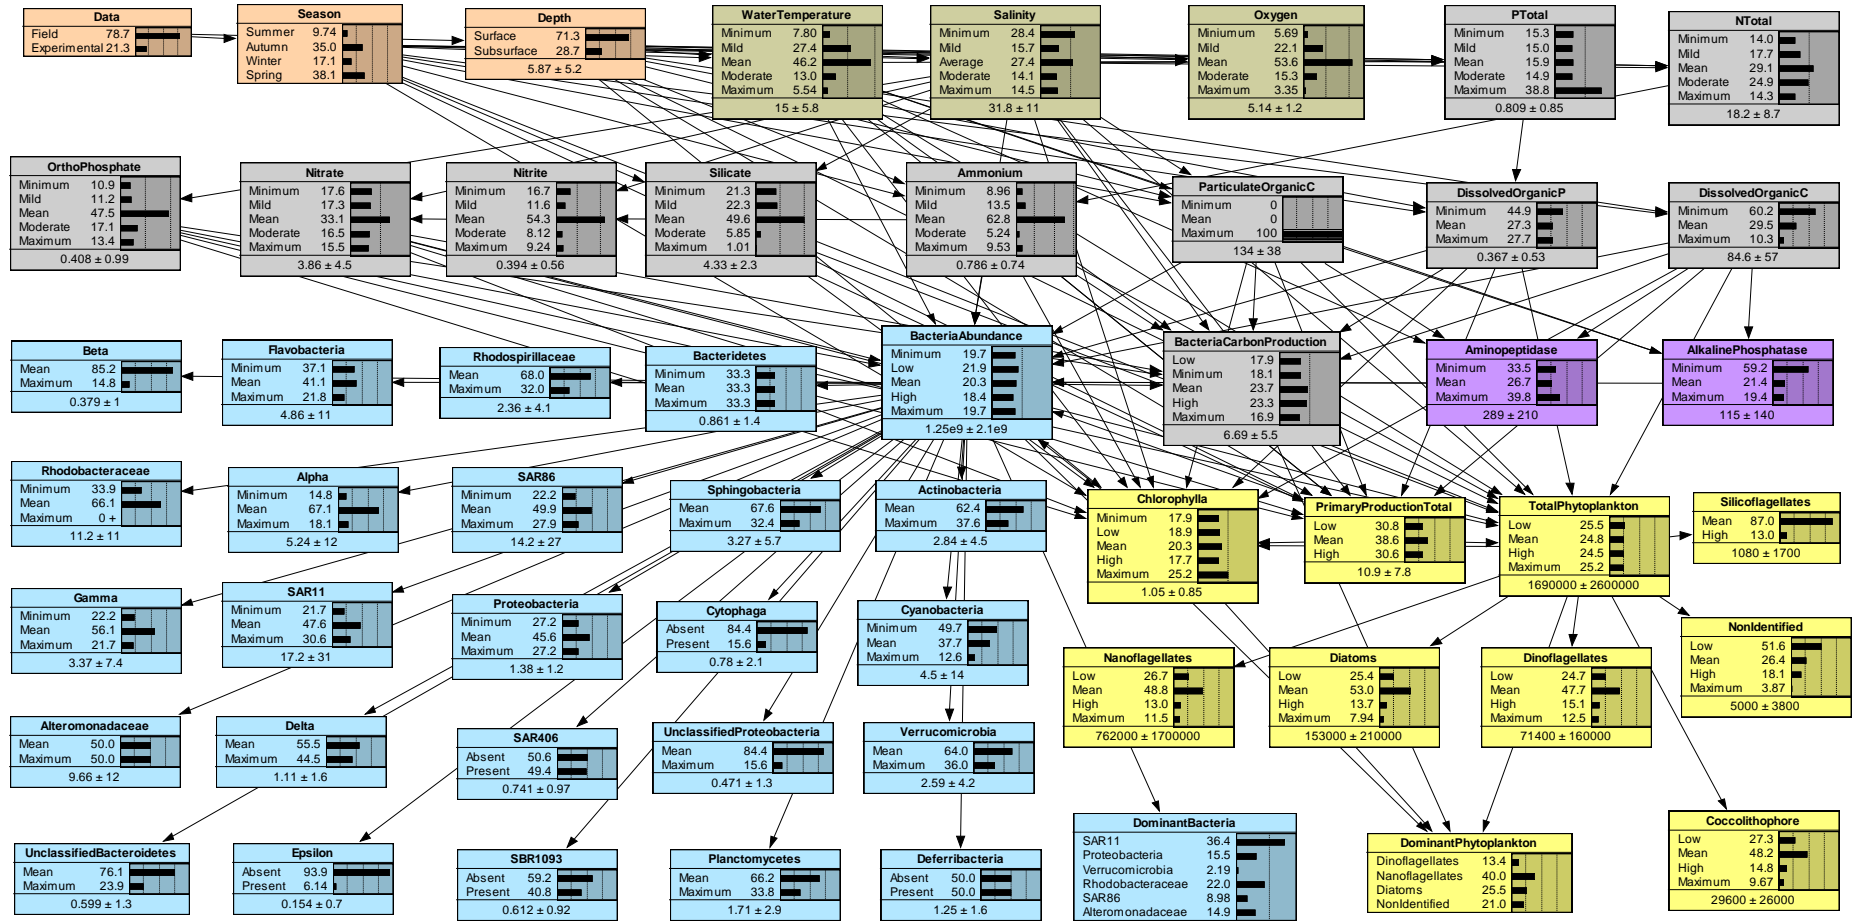 Data
Field 78.7
Experimental 21.3
Season
Summer 9.74
Autumn 35.0
Winter 17.1
Spring 38.1
Depth
Surface 71.3
Subsurface 28.7
5.87 ± 5.2
WaterTemperature
Minimum 7.80
Mild 27.4
Mean 46.2
Moderate 13.0
Maximum 5.54
15 ± 5.8
Salinity
Minimum 28.4
Mild 15.7
Average 27.4
Moderate 14.1
Maximum 14.5
31.8 ± 11
Oxygen
Miniumum 5.69
Mild 22.1
Mean 53.6
Moderate 15.3
Maximum 3.35
5.14 ± 1.2
PTotal
Minimum 15.3
Mild 15.0
Mean 15.9
Moderate 14.9
Maximum 38.8
0.809 ± 0.85
NTotal
Minimum 14.0
Mild 17.7
Mean 29.1
Moderate 24.9
Maximum 14.3
18.2 ± 8.7
OrthoPhosphate
Minimum 10.9
Mild 11.2
Mean 47.5
Moderate 17.1
Maximum 13.4
0.408 ± 0.99
Nitrate
Minimum 17.6
Mild 17.3
Mean 33.1
Moderate 16.5
Maximum 15.5
3.86 ± 4.5
Nitrite
Minimum 16.7
Mild 11.6
Mean 54.3
Moderate 8.12
Maximum 9.24
0.394 ± 0.56
Silicate
Minimum 21.3
Mild 22.3
Mean 49.6
Moderate 5.85
Maximum 1.01
4.33 ± 2.3
Ammonium
Minimum 8.96
Mild 13.5
Mean 62.8
Moderate 5.24
Maximum 9.53
0.786 ± 0.74
ParticulateOrganicC
Minimum 0
Mean 0
Maximum 100
134 ± 38
DissolvedOrganicP
Minimum 44.9
Mean 27.3
Maximum 27.7
0.367 ± 0.53
DissolvedOrganicC
Minimum 60.2
Mean 29.5
Maximum 10.3
84.6 ± 57
Beta
Mean 85.2
Maximum 14.8
0.379 ± 1
Flavobacteria
Minimum 37.1
Mean 41.1
Maximum 21.8
4.86 ± 11
Rhodospirillaceae
Mean 68.0
Maximum 32.0
2.36 ± 4.1
Bacteridetes
Minimum 33.3
Mean 33.3
Maximum 33.3
0.861 ± 1.4
BacteriaAbundance
Minimum 19.7
Low 21.9
Mean 20.3
High 18.4
Maximum 19.7
1.25e9 ± 2.1e9
BacteriaCarbonProduction
Low 17.9
Minimum 18.1
Mean 23.7
High 23.3
Maximum 16.9
6.69 ± 5.5
Aminopeptidase
Minimum 33.5
Mean 26.7
Maximum 39.8
289 ± 210
AlkalinePhosphatase
Minimum 59.2
Mean 21.4
Maximum 19.4
115 ± 140
Rhodobacteraceae
Minimum 33.9
Mean 66.1
Maximum 0 +
11.2 ± 11
Alpha
Minimum 14.8
Mean 67.1
Maximum 18.1
5.24 ± 12
SAR86
Minimum 22.2
Mean 49.9
Maximum 27.9
14.2 ± 27
Sphingobacteria
Mean 67.6
Maximum 32.4
3.27 ± 5.7
Actinobacteria
Mean 62.4
Maximum 37.6
2.84 ± 4.5
Chlorophylla
Minimum 17.9
Low 18.9
Mean 20.3
High 17.7
Maximum 25.2
1.05 ± 0.85
PrimaryProductionTotal
Low 30.8
Mean 38.6
High 30.6
10.9 ± 7.8
TotalPhytoplankton
Low 25.5
Mean 24.8
High 24.5
Maximum 25.2
1690000 ± 2600000
Silicoflagellates
Mean 87.0
High 13.0
1080 ± 1700
Gamma
Minimum 22.2
Mean 56.1
Maximum 21.7
3.37 ± 7.4
SAR11
Minimum 21.7
Mean 47.6
Maximum 30.6
17.2 ± 31
Proteobacteria
Minimum 27.2
Mean 45.6
Maximum 27.2
1.38 ± 1.2
Cytophaga
Absent 84.4
Present 15.6
0.78 ± 2.1
Cyanobacteria
Minimum 49.7
Mean 37.7
Maximum 12.6
4.5 ± 14
Nanoflagellates
Low 26.7
Mean 48.8
High 13.0
Maximum 11.5
762000 ± 1700000
Diatoms
Low 25.4
Mean 53.0
High 13.7
Maximum 7.94
153000 ± 210000
Dinoflagellates
Low 24.7
Mean 47.7
High 15.1
Maximum 12.5
71400 ± 160000
NonIdentified
Low 51.6
Mean 26.4
High 18.1
Maximum 3.87
5000 ± 3800
Alteromonadaceae
Mean 50.0
Maximum 50.0
9.66 ± 12
Delta
Mean 55.5
Maximum 44.5
1.11 ± 1.6
SAR406
Absent 50.6
Present 49.4
0.741 ± 0.97
UnclassifiedProteobacteria
Mean 84.4
Maximum 15.6
0.471 ± 1.3
Verrucomicrobia
Mean 64.0
Maximum 36.0
2.59 ± 4.2
UnclassifiedBacteroidetes
Mean 76.1
Maximum 23.9
0.599 ± 1.3
Epsilon
Absent 93.9
Present 6.14
0.154 ± 0.7
SBR1093
Absent 59.2
Present 40.8
0.612 ± 0.92
Planctomycetes
Mean 66.2
Maximum 33.8
1.71 ± 2.9
Deferribacteria
Absent 50.0
Present 50.0
1.25 ± 1.6
DominantBacteria
SAR11 36.4
Proteobacteria 15.5
Verrucomicrobia 2.19
Rhodobacteraceae 22.0
SAR86 8.98
Alteromonadaceae 14.9
DominantPhytoplankton
Dinoflagellates 13.4
Nanoflagellates 40.0
Diatoms 25.5
NonIdentified 21.0
Coccolithophore
Low 27.3
Mean 48.2
High 14.8
Maximum 9.67
29600 ± 26000